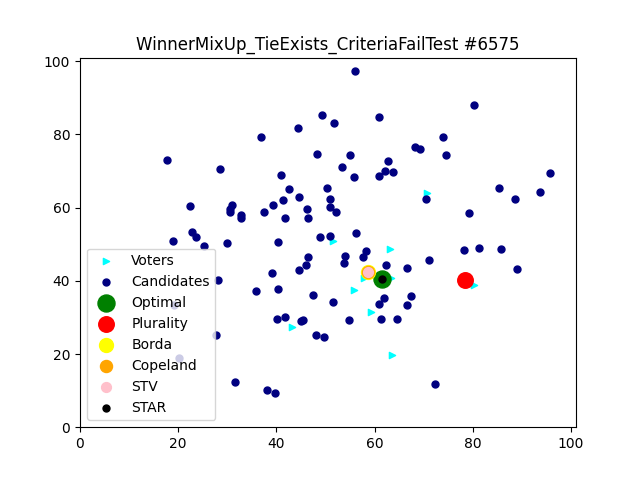 WinnerMixUp_TieExists_CriteriaFailTest #6575
100
80
60
40
20
0
Voters
Candidates
Optimal
Plurality
Borda
Copeland
STV
STAR
0 20 40 60 80 100